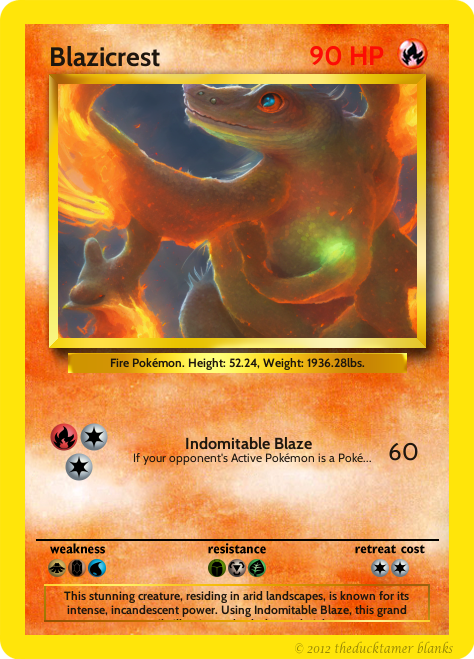 Blazicrest
90 HP
Fire Pokémon. Height: 52.24, Weight: 1936.28lbs.
Indomitable Blaze
If your opponent's Active Pokémon is a Poké...
60
weakness
resistance
retreat cost
This stunning creature, residing in arid landscapes, is known for its
intense, incandescent power. Using Indomitable Blaze, this grand
© 2012 theducktamer blanks